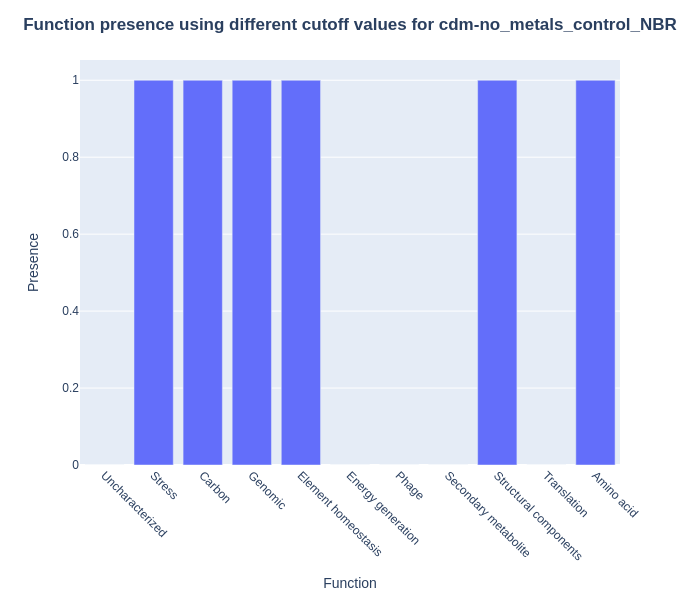 Function presence using different cutoff values for cdm-no_metals_control_NBR
Presence
1
0.8
0.6
0.4
0.2
0
Uncharacterized
Stress
Carbon
Genomic
Element homeostasis
Energy generation
Phage
Secondary metabolite
Structural components
Translation
Amino acid
Function